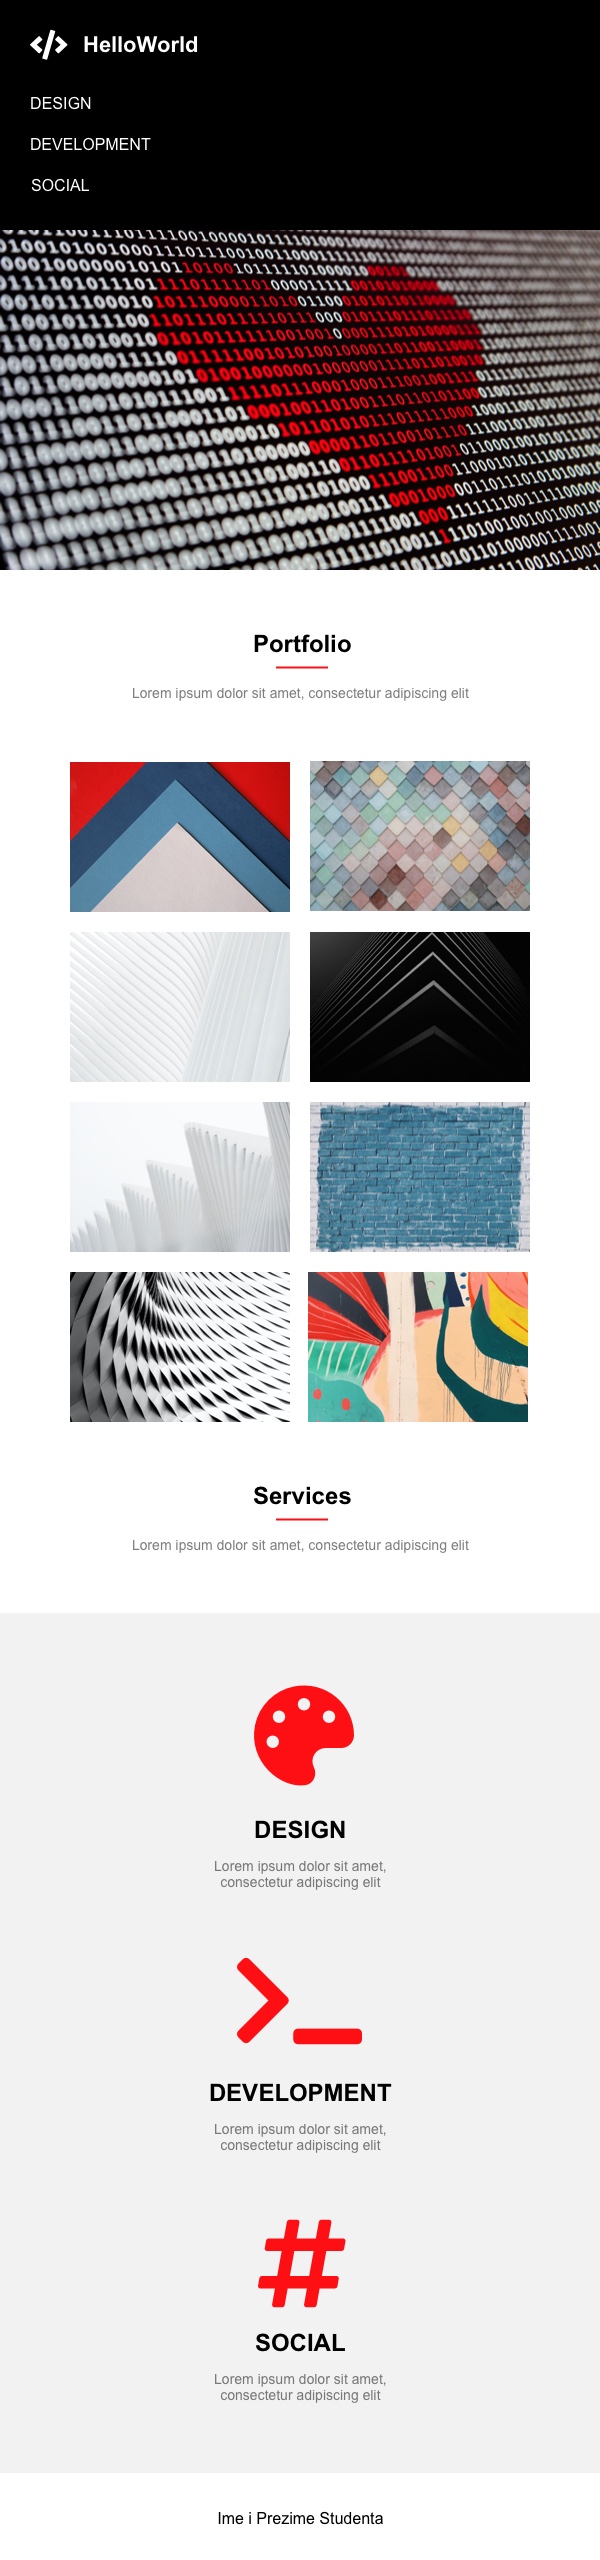 HelloWorld
DESIGN
DEVELOPMENT
SOCIAL
Portfolio
Lorem ipsum dolor sit amet, consectetur adipiscing elit
Services
Lorem ipsum dolor sit amet, consectetur adipiscing elit
DESIGN
Lorem ipsum dolor sit amet,
consectetur adipiscing elit
DEVELOPMENT
Lorem ipsum dolor sit amet,
consectetur adipiscing elit
SOCIAL
Lorem ipsum dolor sit amet,
consectetur adipiscing elit
Ime i Prezime Studenta